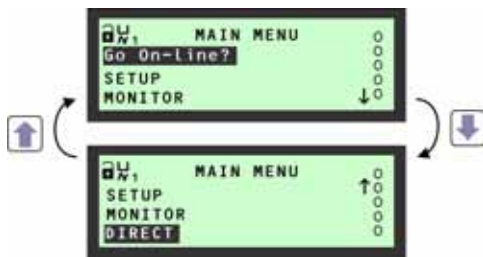 MAIN MENU
Go On-Line?
SETUP
MONITOR
MAIN MENU
SETUP
MONITOR
DIRECT